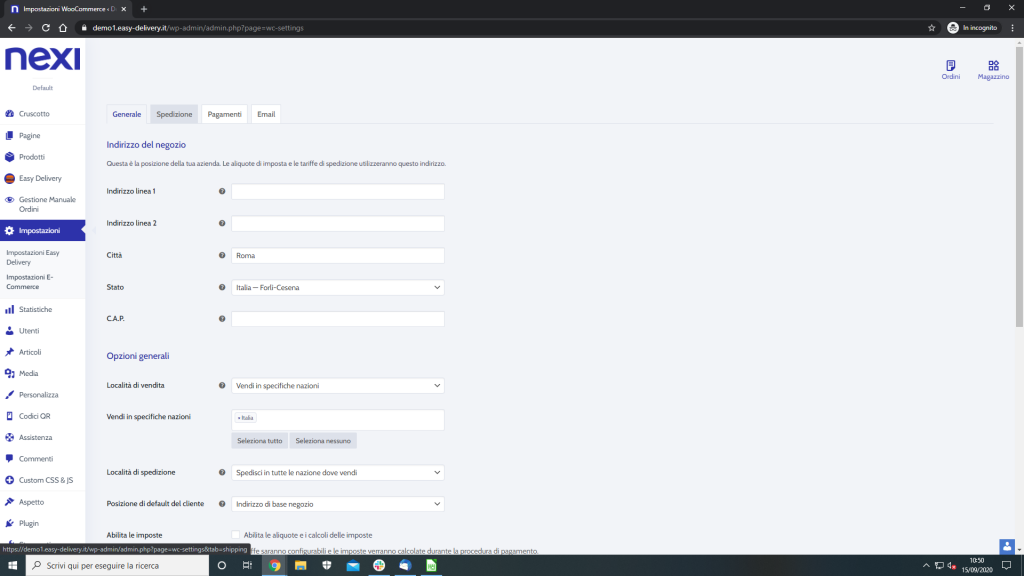 Impostazioni WooCommerce ‹ D
demo1.easy-delivery.it/wp-admin/admin.php?page=wc-settings
In incognito
nexi
Default
Cruscotto
Pagine
Prodotti
Easy Delivery
Gestione Manuale
Ordini
Impostazioni
Impostazioni Easy
Delivery
Impostazioni E-
Commerce
Statistiche
Utenti
Articoli
Media
Personalizza
Codici QR
Assistenza
Commenti
Custom CSS & JS
Aspetto
Plugin
Ordini
Magazzino
Generale
Spedizione
Pagamenti
Email
Indirizzo del negozio
Questa è la posizione della tua azienda. Le aliquote di imposta e le tariffe di spedizione utilizzeranno questo indirizzo.
Indirizzo linea 1
Indirizzo linea 2
Città
Roma
Stato
Italia — Forlì-Cesena
C.A.P.
Opzioni generali
Località di vendita
Vendi in specifiche nazioni
Vendi in specifiche nazioni
×Italia
Seleziona tutto
Seleziona nessuno
Località di spedizione
Spedisci in tutte le nazione dove vendi
Posizione di default del cliente
Indirizzo di base negozio
Abilita le imposte
Abilita le aliquote e i calcoli delle imposte
saranno configurabili e le imposte verranno calcolate durante la procedura di pagamento.
https://demo1.easy-delivery.it/wp-admin/admin.php?page=wc-settings&tab=shipping
Scrivi qui per eseguire la ricerca
10:50
15/09/2020